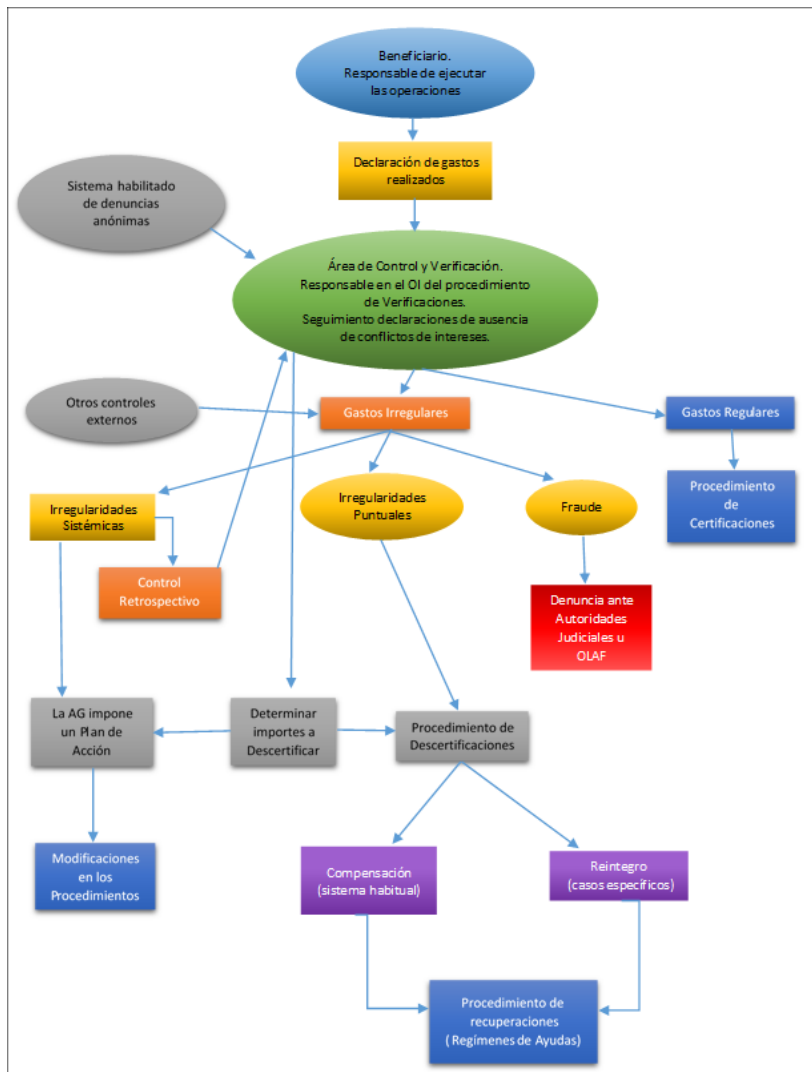 Beneficiario.
Responsable de ejecutar
las operaciones
Declaración de gastos
realizados
Sistema habilitado
de denuncias
anónimas
Área de Control y Verificación.
Responsable en el OI del procedimiento
de Verificaciones.
Seguimiento declaraciones de ausencia
de conflictos de intereses.
Otros controles
externos
Gastos Irregulares
Gastos Regulares
Irregularidades
Sistémicas
Irregularidades
Puntuales
Fraude
Procedimiento
de
Certificaciones
Control
Retrospectivo
Denuncia ante
Autoridades
Judiciales u
OLAF
La AG impone
un Plan de
Acción
Determinar
importes a
Descertificar
Procedimiento de
Descertificaciones
Modificaciones
en los
Procedimientos
Compensación
(sistema habitual)
Reintegro
(casos específicos)
Procedimiento de
recuperaciones
( Regímenes de Ayudas)